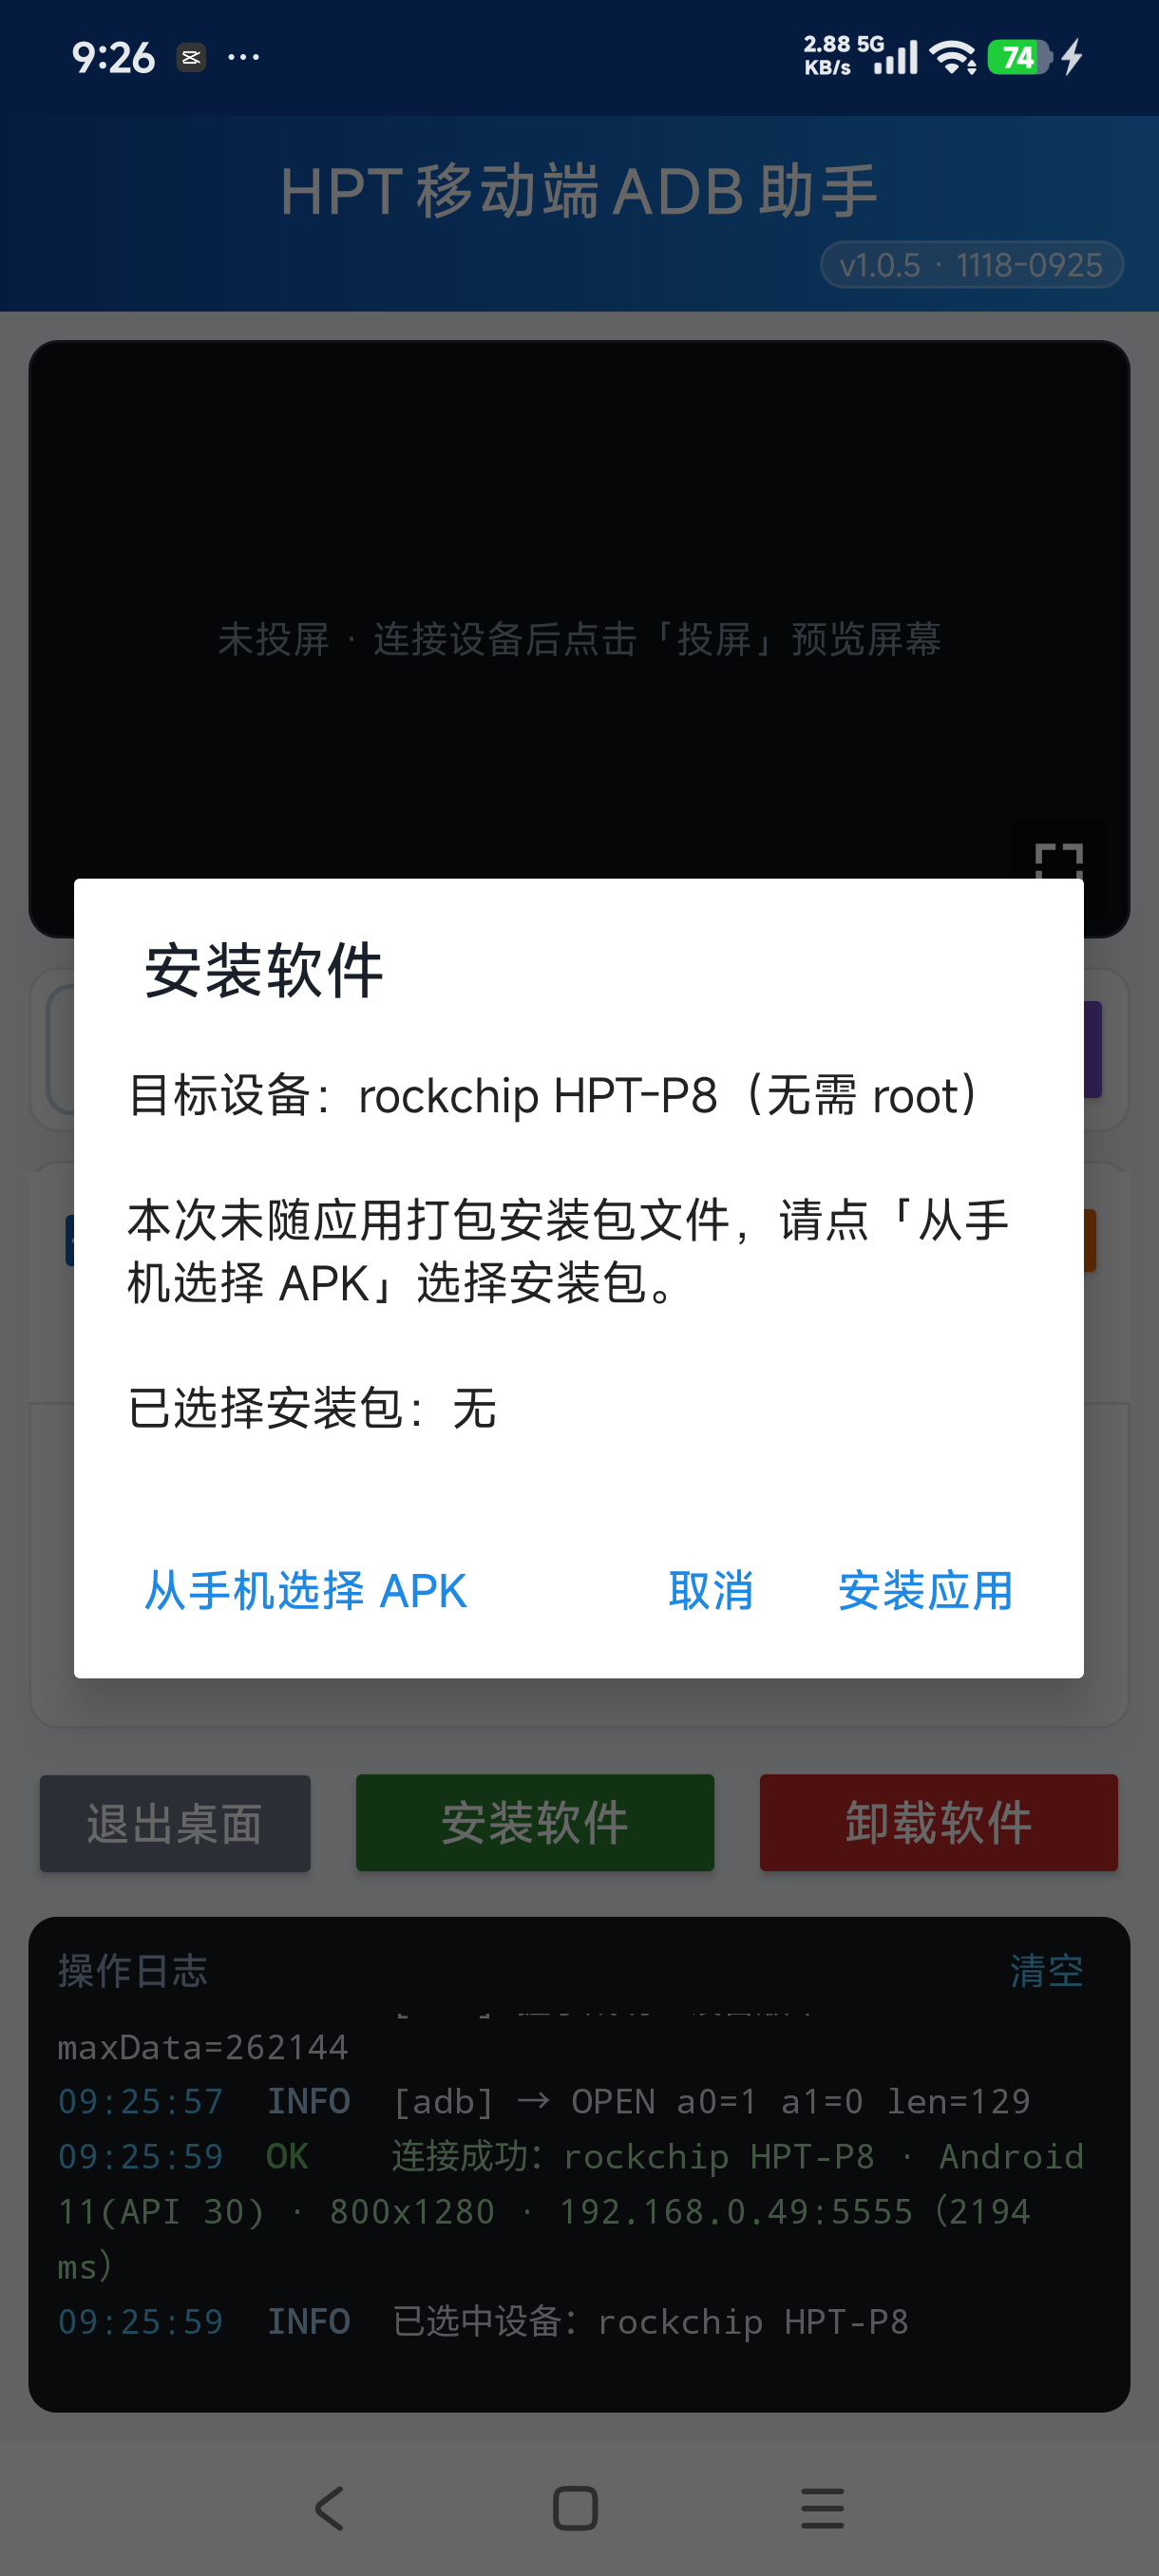 9:26 ··· 2.88 KB/s 5G 74
HPT 移动端 ADB 助手
v1.0.5 · 1118-0925
未投屏 · 连接设备后点击「投屏」预览屏幕
安装软件
目标设备：rockchip HPT-P8（无需 root）
本次未随应用打包安装包文件，请点「从手
机选择 APK」选择安装包。
已选择安装包：无
从手机选择 APK 取消 安装应用
退出桌面 安装软件 卸载软件
操作日志 清空
maxData=262144
09:25:57 INFO [adb] → OPEN a0=1 a1=0 len=129
09:25:59 OK 连接成功：rockchip HPT-P8 · Android
11(API 30) · 800x1280 · 192.168.0.49:5555（2194
ms）
09:25:59 INFO 已选中设备：rockchip HPT-P8